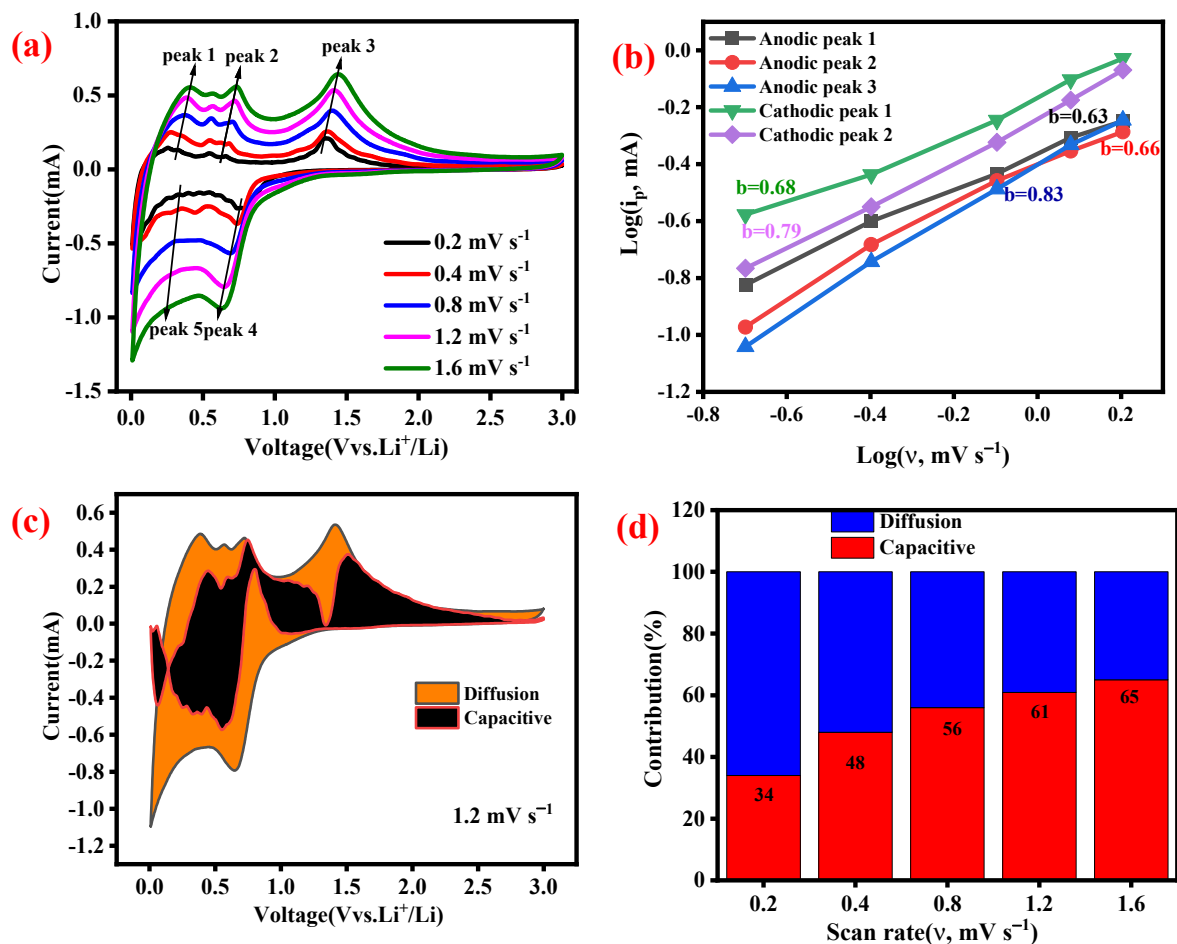 (a)
peak 1
peak 2
peak 3
peak 5
peak 4
0.2 mV s⁻¹
0.4 mV s⁻¹
0.8 mV s⁻¹
1.2 mV s⁻¹
1.6 mV s⁻¹
1.0
0.5
0.0
-0.5
-1.0
-1.5
Current(mA)
0.0 0.5 1.0 1.5 2.0 2.5 3.0
Voltage(Vvs.Li⁺/Li)
(b)
Anodic peak 1
Anodic peak 2
Anodic peak 3
Cathodic peak 1
Cathodic peak 2
b=0.63
b=0.66
b=0.68
b=0.83
b=0.79
0.0
-0.2
-0.4
-0.6
-0.8
-1.0
-1.2
Log(iₚ, mA)
-0.8 -0.6 -0.4 -0.2 0.0 0.2
Log(ν, mV s⁻¹)
(c)
0.6
0.4
0.2
0.0
-0.2
-0.4
-0.6
-0.8
-1.0
-1.2
Current(mA)
Diffusion
Capacitive
1.2 mV s⁻¹
0.0 0.5 1.0 1.5 2.0 2.5 3.0
Voltage(Vvs.Li⁺/Li)
(d)
Diffusion
Capacitive
120
100
80
60
40
20
0
Contribution(%)
34 48 56 61 65
0.2 0.4 0.8 1.2 1.6
Scan rate(ν, mV s⁻¹)